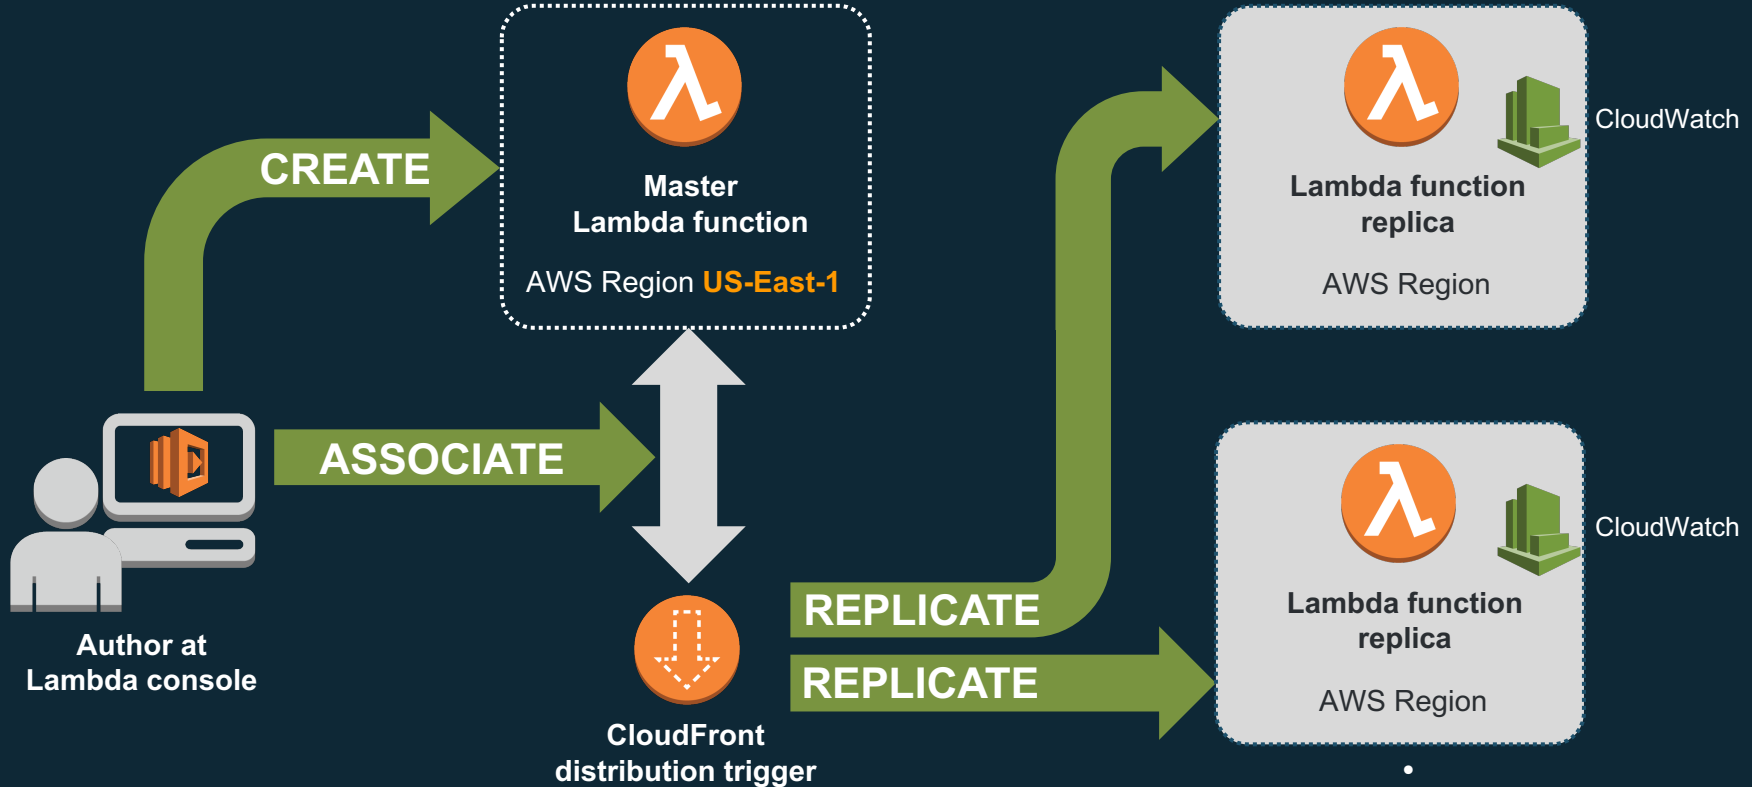 CREATE
Master
Lambda function
AWS Region US-East-1
Lambda function
replica
AWS Region
CloudWatch
ASSOCIATE
Author at
Lambda console
CloudFront
distribution trigger
REPLICATE
REPLICATE
Lambda function
replica
AWS Region
CloudWatch